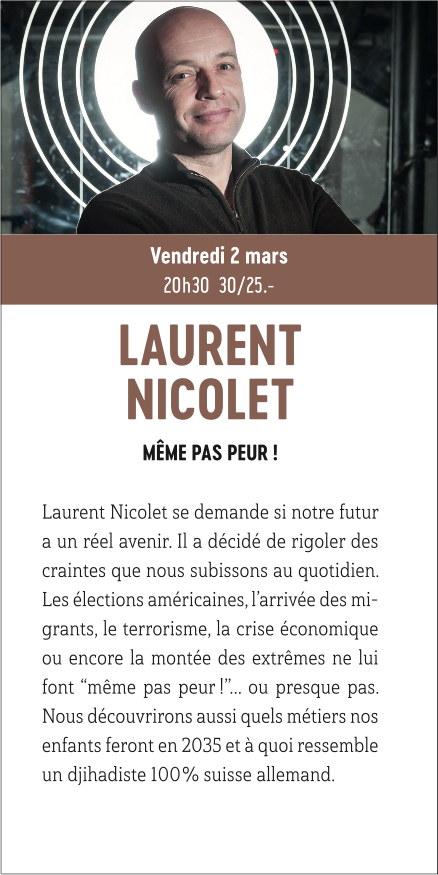 Vendredi 2 mars
20h30 30/25.-
LAURENT
NICOLET
MÊME PAS PEUR !
Laurent Nicolet se demande si notre futur
a un réel avenir. Il a décidé de rigoler des
craintes que nous subissons au quotidien.
Les élections américaines, l’arrivée des mi-
grants, le terrorisme, la crise économique
ou encore la montée des extrêmes ne lui
font “même pas peur !”... ou presque pas.
Nous découvrirons aussi quels métiers nos
enfants feront en 2035 et à quoi ressemble
un djihadiste 100% suisse allemand.